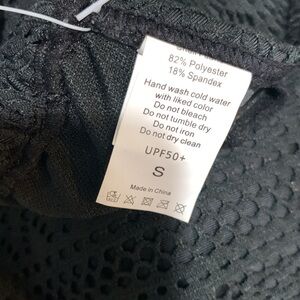 82% Polyester
18% Spandex
Hand wash cold water
with liked color
Do not bleach
Do not tumble dry
Do not iron
Do not dry clean
UPF50+
S
Made in China